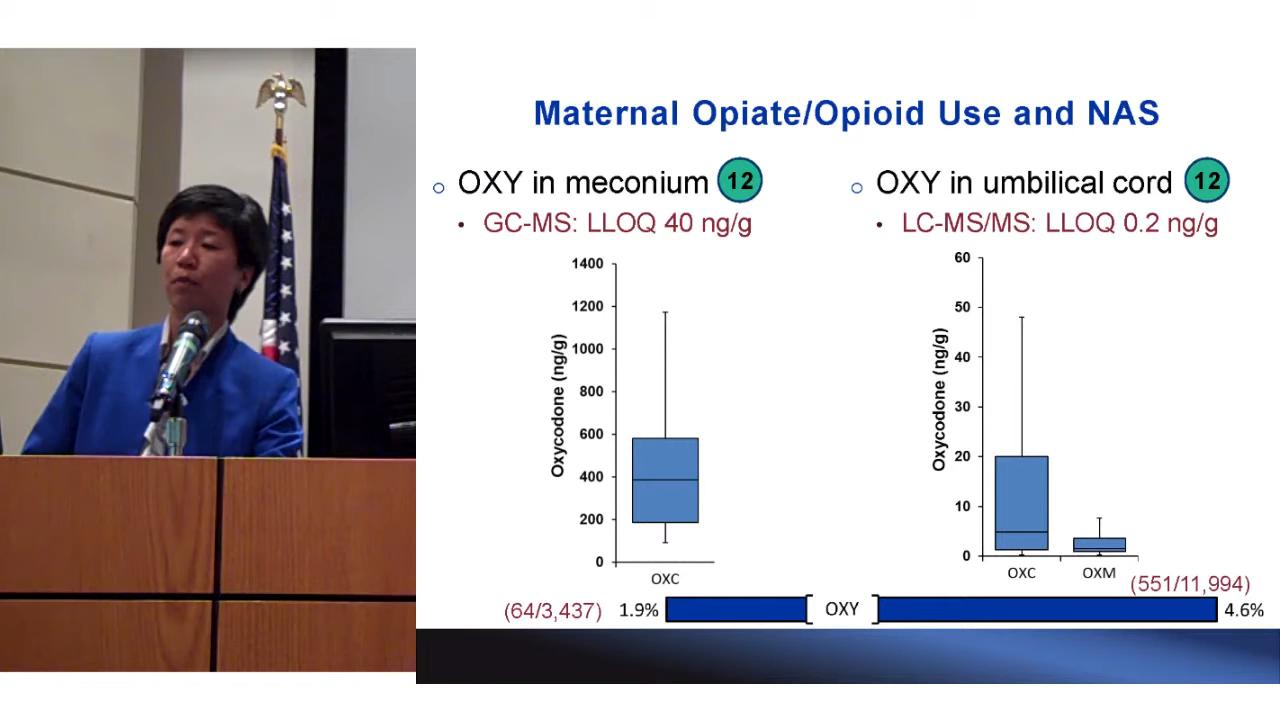 Maternal Opiate/Opioid Use and NAS
○ OXY in meconium 12
• GC-MS: LLOQ 40 ng/g
1400
1200
1000
800
600
400
200
0
Oxycodone (ng/g)
OXC
○ OXY in umbilical cord 12
• LC-MS/MS: LLOQ 0.2 ng/g
60
50
40
30
20
10
0
Oxycodone (ng/g)
OXC OXM
(551/11,994)
(64/3,437) 1.9% OXY 4.6%